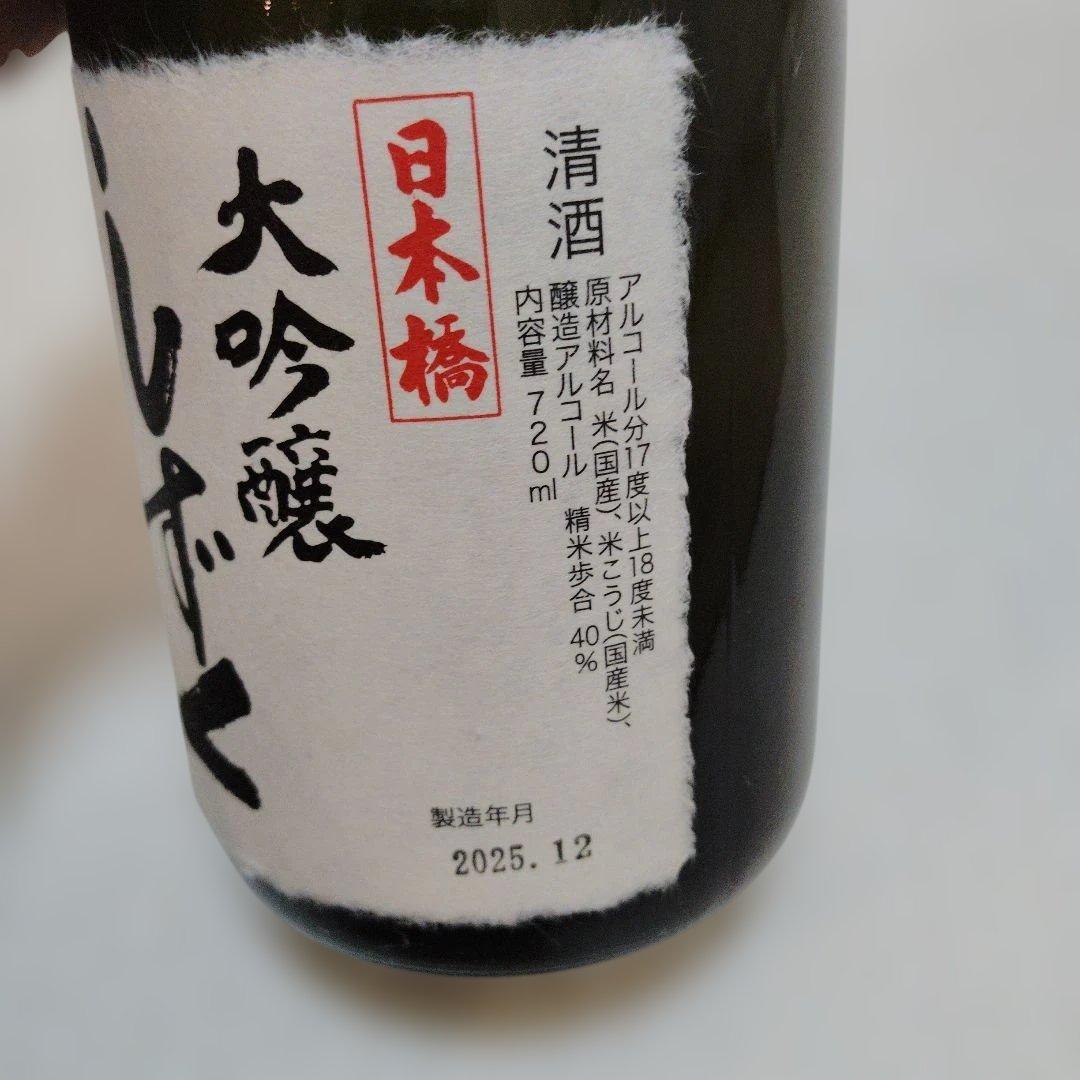 清酒
アルコール分17度以上18度未満
原材料名 米(国産)、米こうじ(国産米)、
醸造アルコール 精米歩合 40%
内容量 720ml
日本橋
大吟醸
しずく
製造年月
2025.12